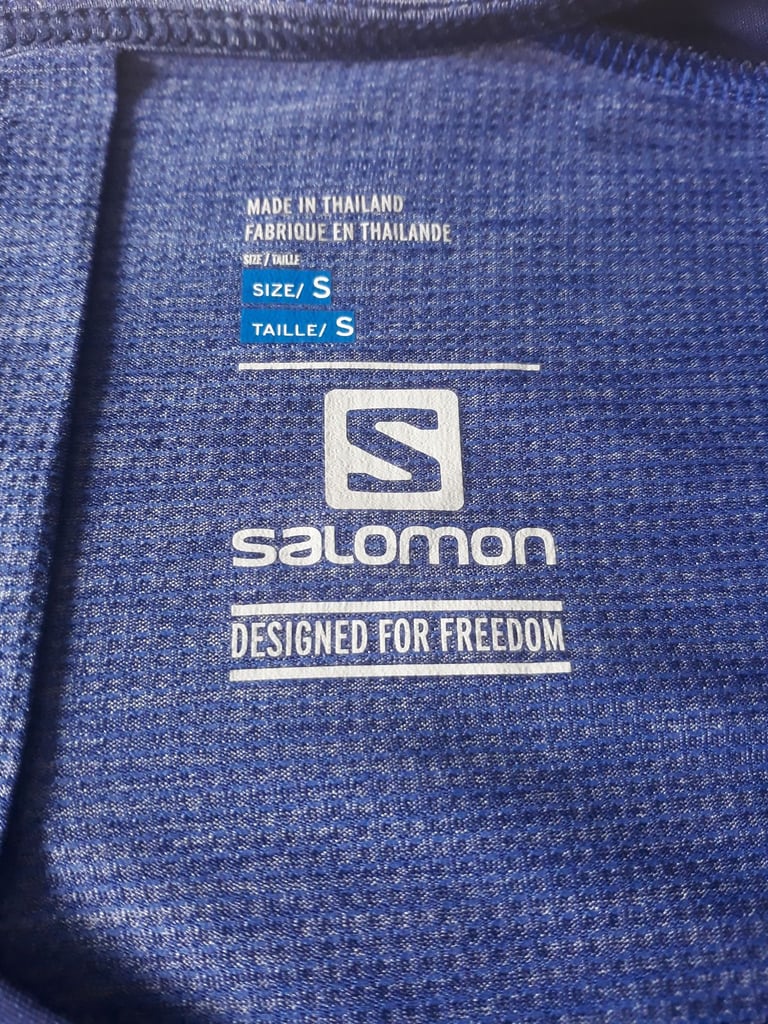 MADE IN THAILAND
FABRIQUE EN THAILANDE
SIZE / TAILLE
SIZE/ S
TAILLE/ S
S
salomon
DESIGNED FOR FREEDOM